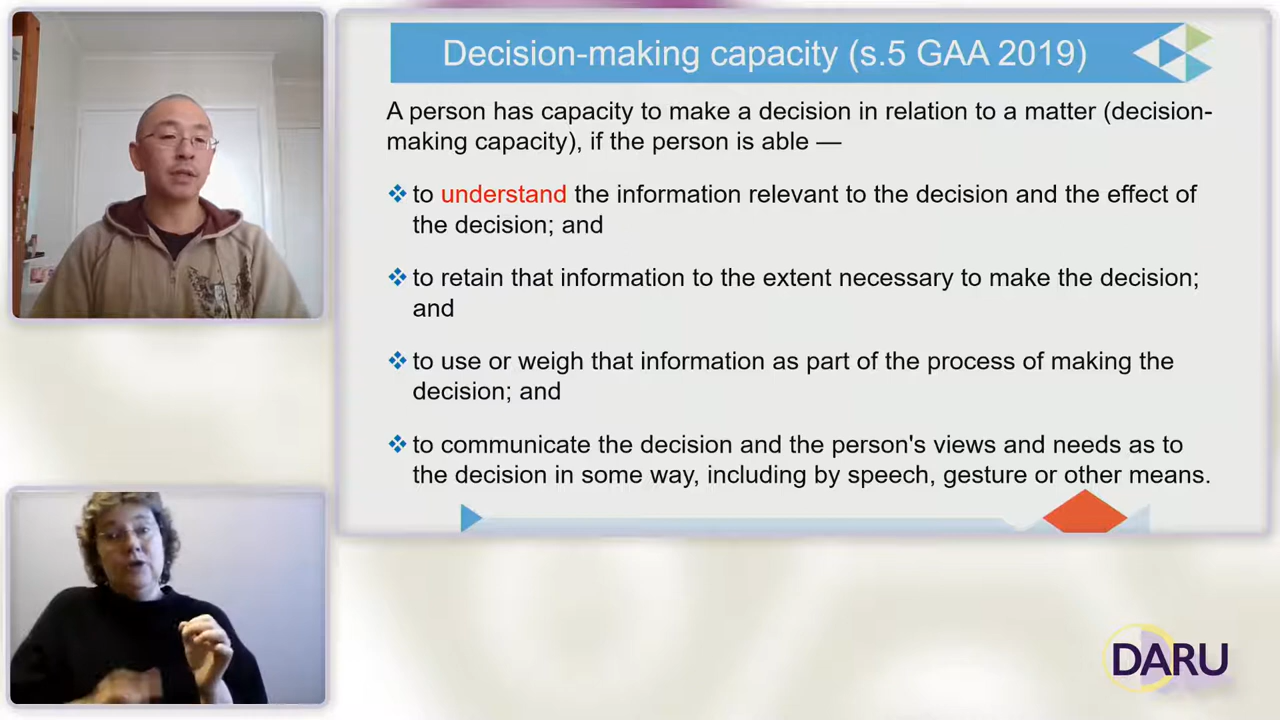 Decision-making capacity (s.5 GAA 2019)
A person has capacity to make a decision in relation to a matter (decision-
making capacity), if the person is able —
❖ to understand the information relevant to the decision and the effect of
the decision; and
❖ to retain that information to the extent necessary to make the decision;
and
❖ to use or weigh that information as part of the process of making the
decision; and
❖ to communicate the decision and the person's views and needs as to
the decision in some way, including by speech, gesture or other means.
DARU